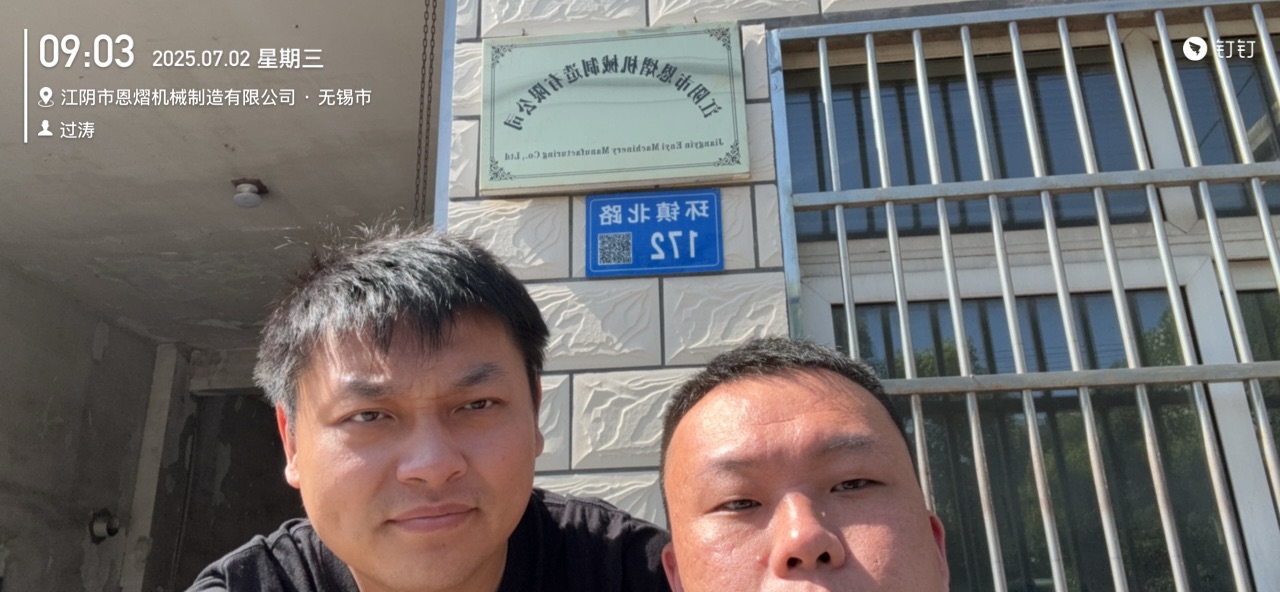 09:03 2025.07.02 星期三
江阴市恩熠机械制造有限公司 · 无锡市
过涛
钉钉
江阴市恩熠机械制造有限公司
Jiangyin Enyi Machinery Manufacturing Co., Ltd
环镇北路
172